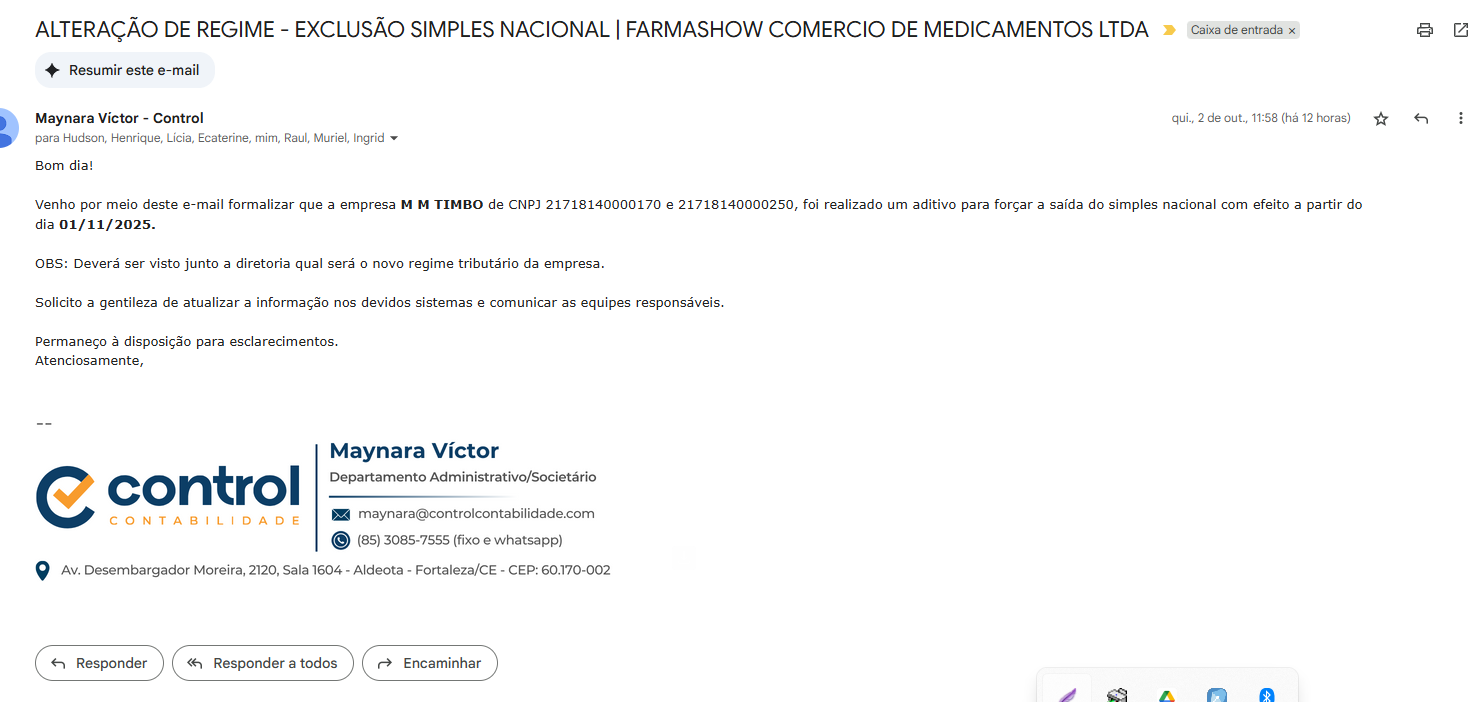 ALTERAÇÃO DE REGIME - EXCLUSÃO SIMPLES NACIONAL | FARMASHOW COMERCIO DE MEDICAMENTOS LTDA
Caixa de entrada ×
Resumir este e-mail
Maynara Víctor - Control
qui., 2 de out., 11:58 (há 12 horas)
para Hudson, Henrique, Lícia, Ecaterine, mim, Raul, Muriel, Ingrid
Bom dia!
Venho por meio deste e-mail formalizar que a empresa M M TIMBO de CNPJ 21718140000170 e 21718140000250, foi realizado um aditivo para forçar a saída do simples nacional com efeito a partir do
dia 01/11/2025.
OBS: Deverá ser visto junto a diretoria qual será o novo regime tributário da empresa.
Solicito a gentileza de atualizar a informação nos devidos sistemas e comunicar as equipes responsáveis.
Permaneço à disposição para esclarecimentos.
Atenciosamente,
--
control
CONTABILIDADE
Maynara Víctor
Departamento Administrativo/Societário
maynara@controlcontabilidade.com
(85) 3085-7555 (fixo e whatsapp)
Av. Desembargador Moreira, 2120, Sala 1604 - Aldeota - Fortaleza/CE - CEP: 60.170-002
Responder
Responder a todos
Encaminhar